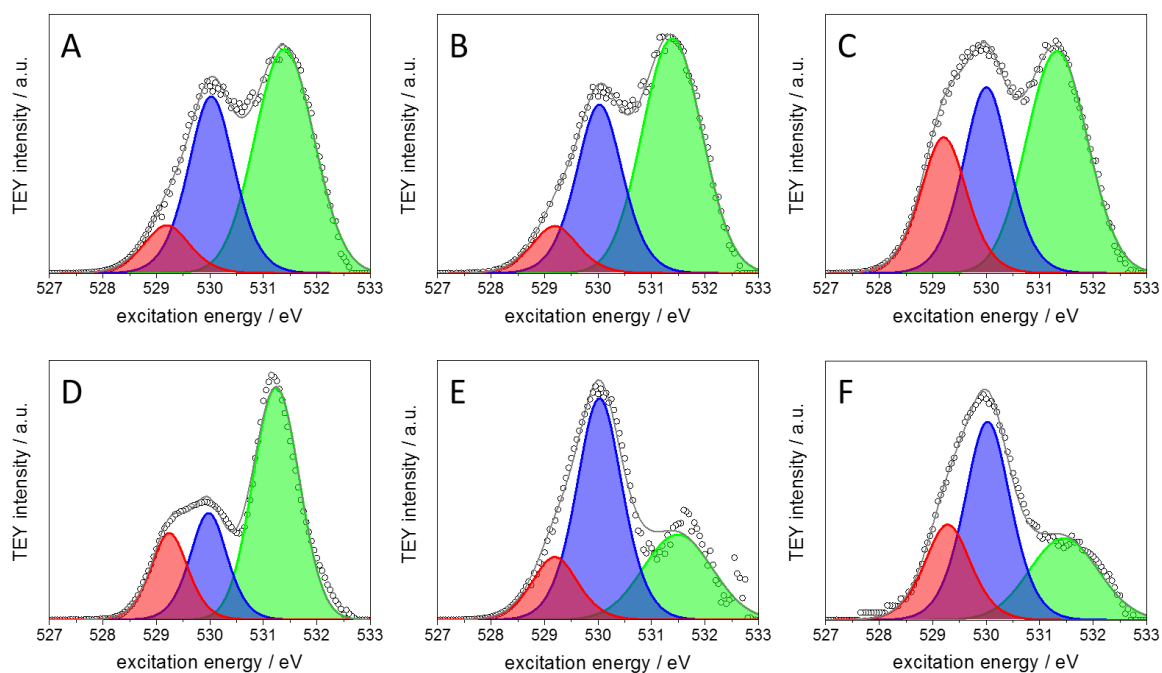 A
B
C
TEY intensity / a.u.
TEY intensity / a.u.
TEY intensity / a.u.
527 528 529 530 531 532 533
527 528 529 530 531 532 533
527 528 529 530 531 532 533
excitation energy / eV
excitation energy / eV
excitation energy / eV
D
E
F
TEY intensity / a.u.
TEY intensity / a.u.
TEY intensity / a.u.
527 528 529 530 531 532 533
527 528 529 530 531 532 533
527 528 529 530 531 532 533
excitation energy / eV
excitation energy / eV
excitation energy / eV